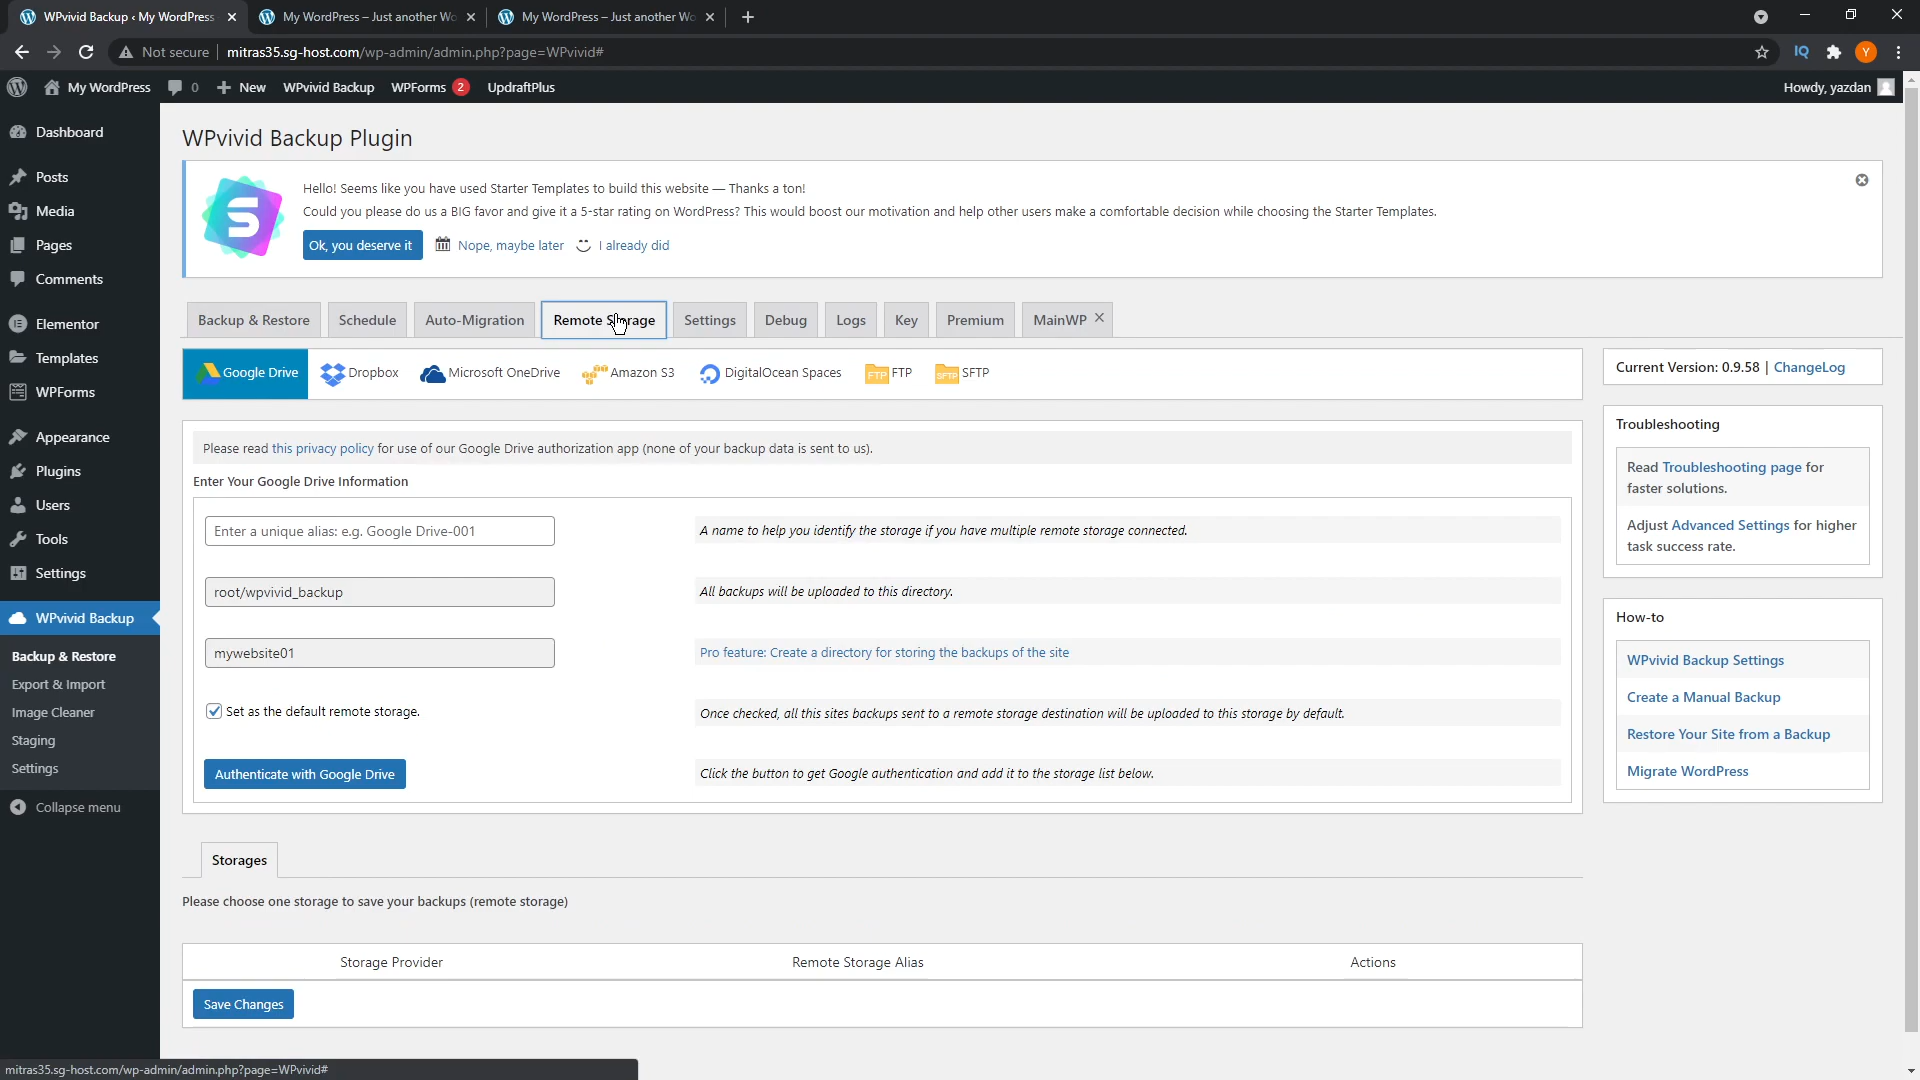 WPvivid Backup ‹ My WordPress
My WordPress – Just another Wo
My WordPress – Just another Wo
Not secure
mitras35.sg-host.com/wp-admin/admin.php?page=WPvivid#
IQ
Y
My WordPress
0
New
WPvivid Backup
WPForms 2
UpdraftPlus
Howdy, yazdan
Dashboard
Posts
Media
Pages
Comments
Elementor
Templates
WPForms
Appearance
Plugins
Users
Tools
Settings
WPvivid Backup
Backup & Restore
Export & Import
Image Cleaner
Staging
Settings
Collapse menu
WPvivid Backup Plugin
S
Hello! Seems like you have used Starter Templates to build this website — Thanks a ton!
Could you please do us a BIG favor and give it a 5-star rating on WordPress? This would boost our motivation and help other users make a comfortable decision while choosing the Starter Templates.
Ok, you deserve it
Nope, maybe later
I already did
Backup & Restore
Schedule
Auto-Migration
Remote Storage
Settings
Debug
Logs
Key
Premium
MainWP
Google Drive
Dropbox
Microsoft OneDrive
Amazon S3
DigitalOcean Spaces
FTP FTP
SFTP SFTP
Please read this privacy policy for use of our Google Drive authorization app (none of your backup data is sent to us).
Enter Your Google Drive Information
Enter a unique alias: e.g. Google Drive-001
A name to help you identify the storage if you have multiple remote storage connected.
root/wpvivid_backup
All backups will be uploaded to this directory.
mywebsite01
Pro feature: Create a directory for storing the backups of the site
Set as the default remote storage.
Once checked, all this sites backups sent to a remote storage destination will be uploaded to this storage by default.
Authenticate with Google Drive
Click the button to get Google authentication and add it to the storage list below.
Storages
Please choose one storage to save your backups (remote storage)
Storage Provider
Remote Storage Alias
Actions
Save Changes
Current Version: 0.9.58 | ChangeLog
Troubleshooting
Read Troubleshooting page for
faster solutions.
Adjust Advanced Settings for higher
task success rate.
How-to
WPvivid Backup Settings
Create a Manual Backup
Restore Your Site from a Backup
Migrate WordPress
mitras35.sg-host.com/wp-admin/admin.php?page=WPvivid#